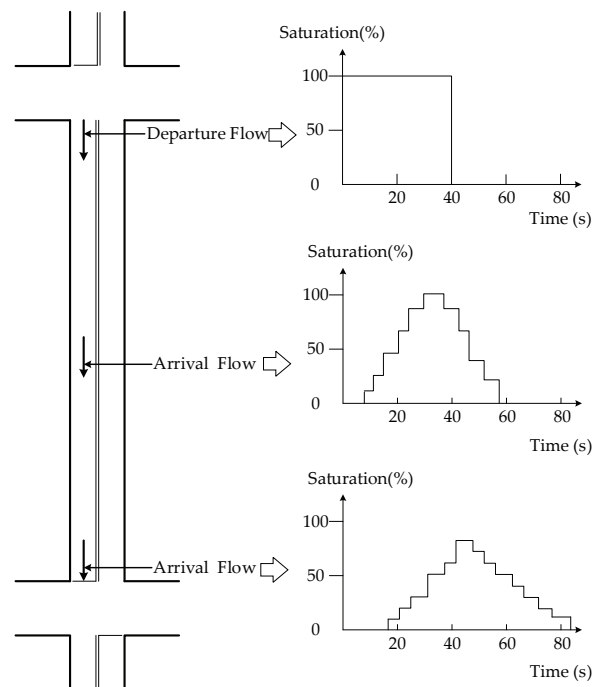 Saturation(%)
100
50
0
20 40 60 80
Time (s)
Departure Flow
Saturation(%)
100
50
0
20 40 60 80
Time (s)
Arrival Flow
Saturation(%)
100
50
0
20 40 60 80
Time (s)
Arrival Flow